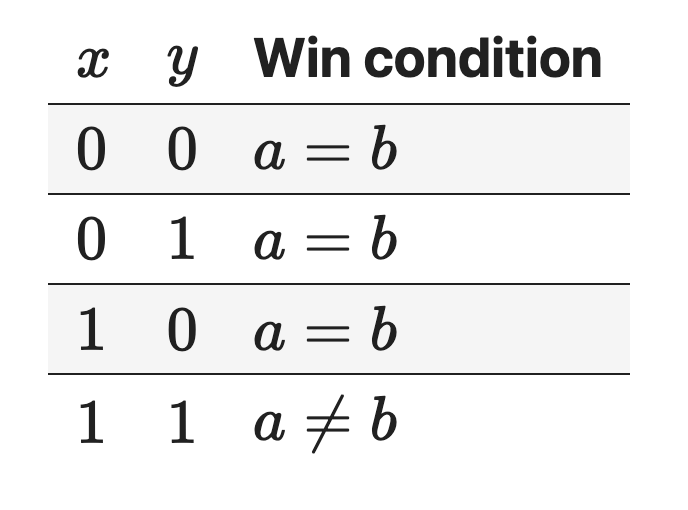 x y Win condition
0 0 a = b
0 1 a = b
1 0 a = b
1 1 a ≠ b